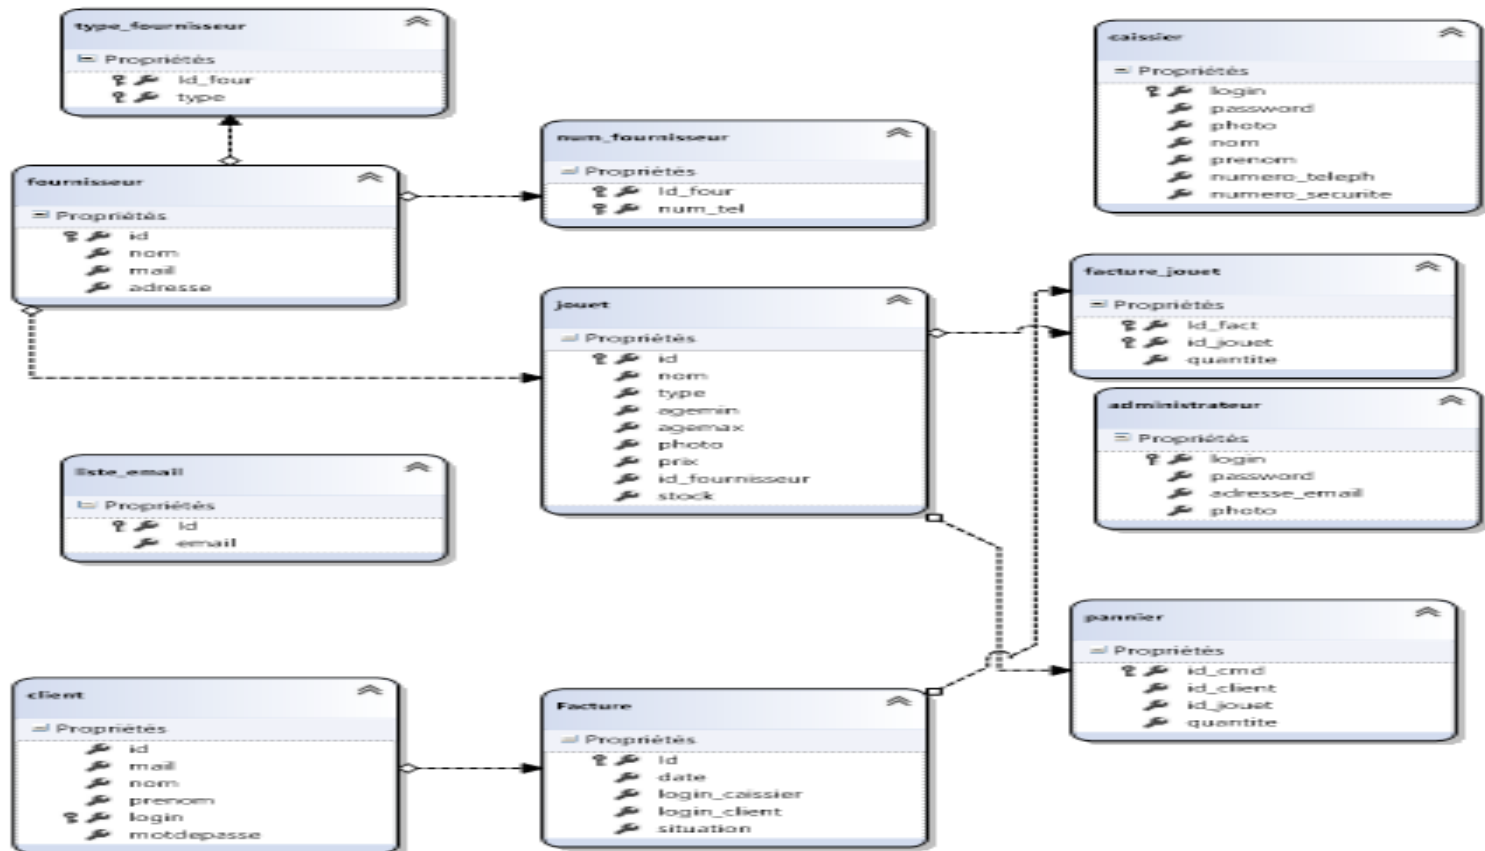 type_fournisseur
Propriétés
Id_four
type
fournisseur
Propriétés
id
nom
mail
adresse
num_fournisseur
Propriétés
Id_four
num_tel
caissier
Propriétés
login
password
photo
nom
prenom
numero_teleph
numero_securite
jouet
Propriétés
id
nom
type
agemin
agemax
photo
prix
id_fournisseur
stock
facture_jouet
Propriétés
Id_fact
id_jouet
quantite
administrateur
Propriétés
login
password
adresse_email
photo
liste_email
Propriétés
Id
email
pannier
Propriétés
id_cmd
id_client
id_jouet
quantite
client
Propriétés
id
mail
nom
prenom
login
motdepasse
Facture
Propriétés
Id
date
login_caissier
login_client
situation